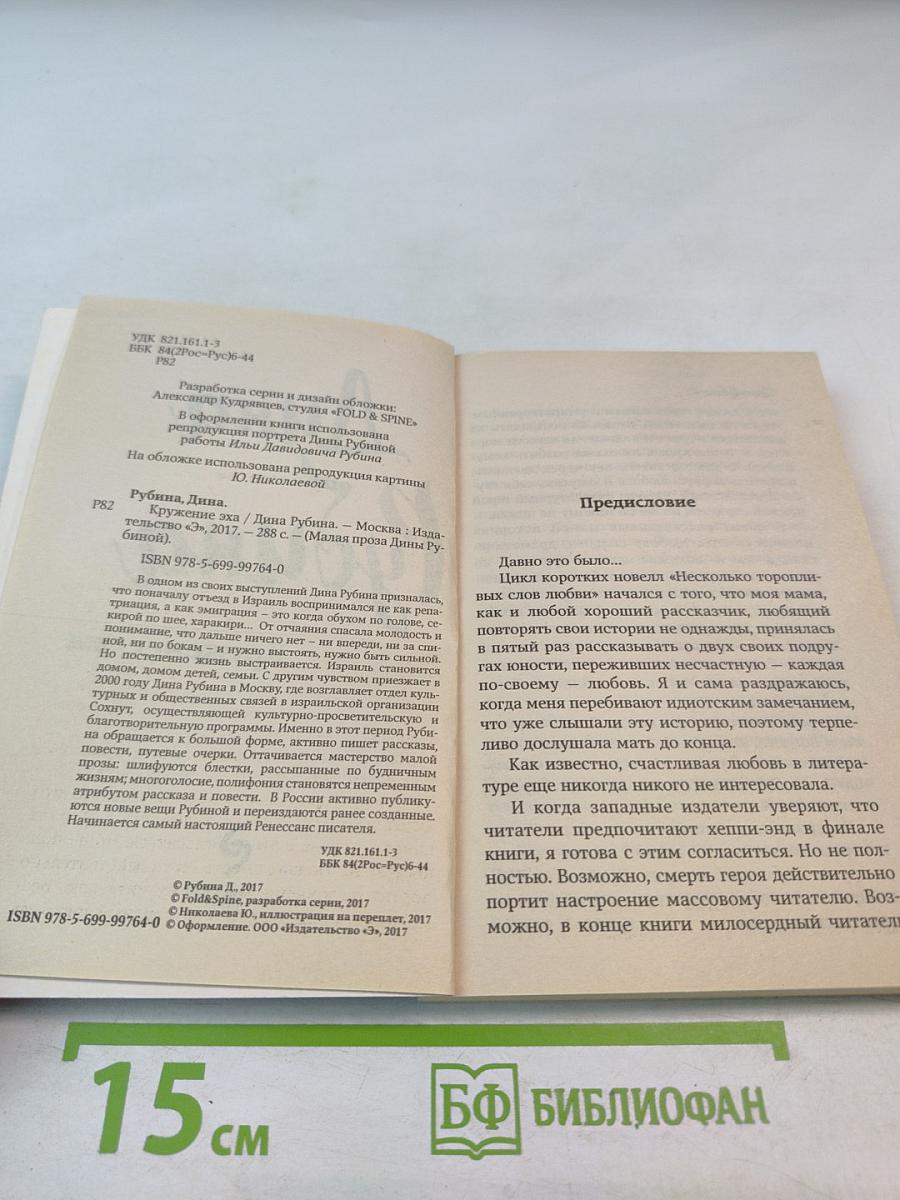 УДК 821.161.1-3
ББК 84(2Рос=Рус)6-44
Р82
Разработка серии и дизайн обложки:
Александр Кудрявцев, студия «FOLD & SPINE»
В оформлении книги использована
репродукция портрета Дины Рубиной
работы Ильи Давидовича Рубина
На обложке использована репродукция картины
Ю. Николаевой
Рубина, Дина.
Р82 Кружение эха / Дина Рубина. — Москва : Изда-
тельство «Э», 2017. — 288 с. — (Малая проза Дины Ру-
биной).
ISBN 978-5-699-99764-0
В одном из своих выступлений Дина Рубина призналась,
что поначалу отъезд в Израиль воспринимался не как репа-
триация, а как эмиграция – это когда обухом по голове, се-
кирой по шее, харакири... От отчаяния спасала молодость и
понимание, что дальше ничего нет – ни впереди, ни за спи-
ной, ни по бокам – и нужно выстоять, нужно быть сильной.
Но постепенно жизнь выстраивается. Израиль становится
домом, домом детей, семьи. С другим чувством приезжает в
2000 году Дина Рубина в Москву, где возглавляет отдел куль-
турных и общественных связей в израильской организации
Сохнут, осуществляющей культурно-просветительскую и
благотворительную программы. Именно в этот период Руби-
на обращается к большой форме, активно пишет рассказы,
повести, путевые очерки. Оттачивается мастерство малой
прозы: шлифуются блестки, рассыпанные по будничным
жизням; многоголосие, полифония становятся непременным
атрибутом рассказа и повести. В России активно публику-
ются новые вещи Рубиной и переиздаются ранее созданные.
Начинается самый настоящий Ренессанс писателя.
УДК 821.161.1-3
ББК 84(2Рос=Рус)6-44
© Рубина Д., 2017
© Fold&Spine, разработка серии, 2017
© Николаева Ю., иллюстрация на переплет, 2017
ISBN 978-5-699-99764-0 © Оформление. ООО «Издательство «Э», 2017
Предисловие
Давно это было...
Цикл коротких новелл «Несколько торопли-
вых слов любви» начался с того, что моя мама,
как и любой хороший рассказчик, любящий
повторять свои истории не однажды, принялась
в пятый раз рассказывать о двух своих подру-
гах юности, переживших несчастную — каждая
по-своему — любовь. Я и сама раздражаюсь,
когда меня перебивают идиотским замечанием,
что уже слышали эту историю, поэтому терпе-
ливо дослушала мать до конца.
Как известно, счастливая любовь в литера-
туре еще никогда никого не интересовала.
И когда западные издатели уверяют, что
читатели предпочитают хеппи-энд в финале
книги, я готова с этим согласиться. Но не пол-
ностью. Возможно, смерть героя действительно
портит настроение массовому читателю. Воз-
можно, в конце книги милосердный читатель
15 см
БФ БИБЛИОФАН